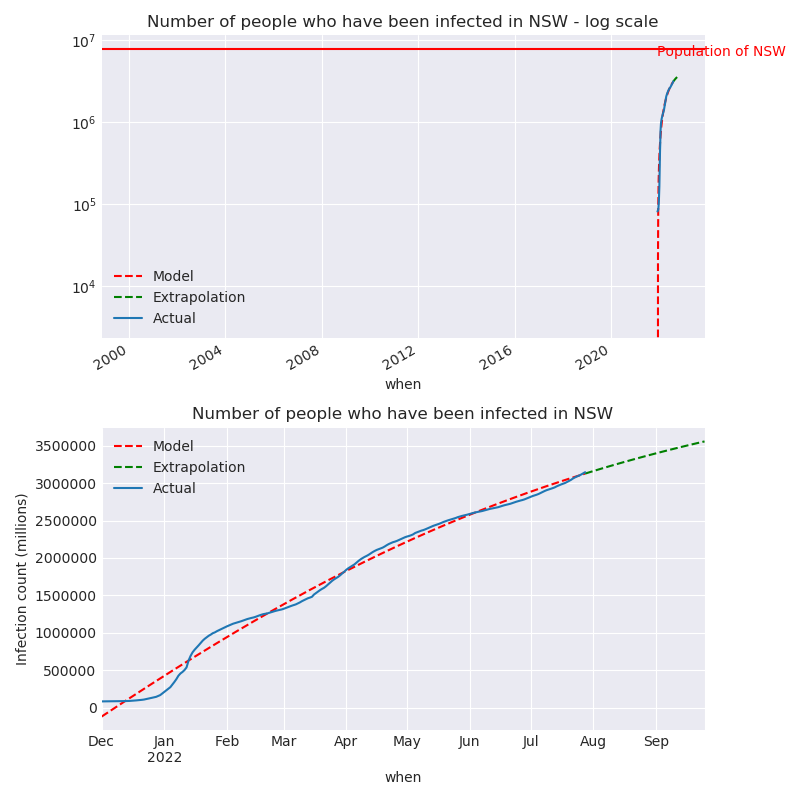 Number of people who have been infected in NSW - log scale
10^7
Population of NSW
10^6
10^5
10^4
Model
Extrapolation
Actual
2000 2004 2008 2012 2016 2020
when
Number of people who have been infected in NSW
Infection count (millions)
3500000
3000000
2500000
2000000
1500000
1000000
500000
0
Model
Extrapolation
Actual
Dec Jan Feb Mar Apr May Jun Jul Aug Sep
2022
when